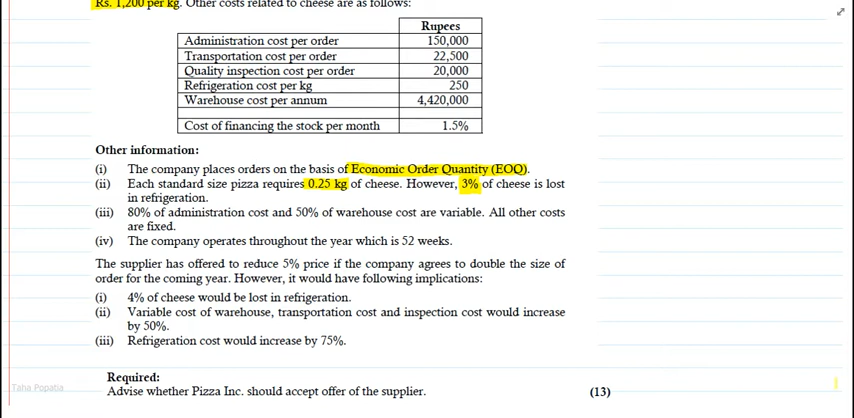 Rs. 1,200 per kg. Other costs related to cheese are as follows:
Rupees
Administration cost per order 150,000
Transportation cost per order 22,500
Quality inspection cost per order 20,000
Refrigeration cost per kg 250
Warehouse cost per annum 4,420,000
Cost of financing the stock per month 1.5%
Other information:
(i) The company places orders on the basis of Economic Order Quantity (EOQ).
(ii) Each standard size pizza requires 0.25 kg of cheese. However, 3% of cheese is lost
in refrigeration.
(iii) 80% of administration cost and 50% of warehouse cost are variable. All other costs
are fixed.
(iv) The company operates throughout the year which is 52 weeks.
The supplier has offered to reduce 5% price if the company agrees to double the size of
order for the coming year. However, it would have following implications:
(i) 4% of cheese would be lost in refrigeration.
(ii) Variable cost of warehouse, transportation cost and inspection cost would increase
by 50%.
(iii) Refrigeration cost would increase by 75%.
Required:
Taha Popatia
Advise whether Pizza Inc. should accept offer of the supplier. (13)